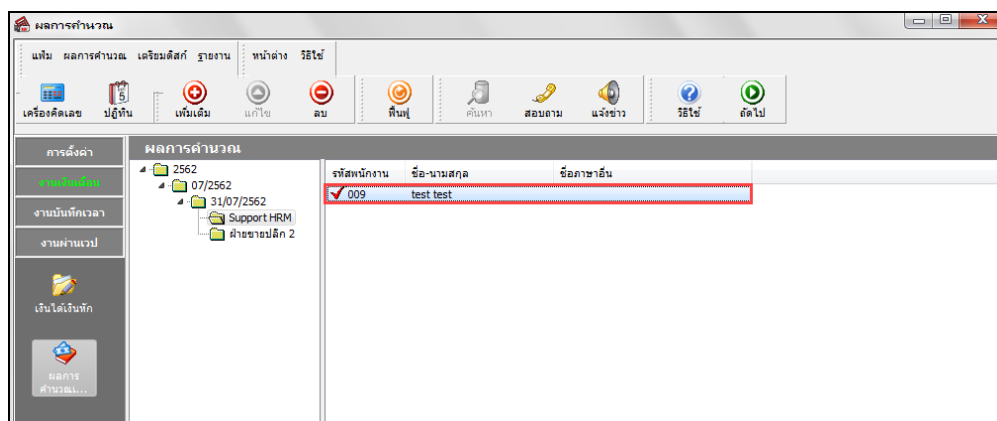 ผลการคำนวณ
แฟ้ม ผลการคำนวณ เตรียมดิสก์ รายงาน หน้าต่าง วิธีใช้
5
เครื่องคิดเลข ปฏิทิน เพิ่มเติม แก้ไข ลบ ฟื้นฟู ค้นหา สอบถาม แจ้งข่าว วิธีใช้ ถัดไป
การตั้งค่า
งานเงินเดือน
งานบันทึกเวลา
งานผ่านเวป
เงินได้เงินหัก
ผลการ
คำนวณเ...
ผลการคำนวณ
2562
07/2562
31/07/2562
Support HRM
ฝ่ายขายปลีก 2
รหัสพนักงาน ชื่อ-นามสกุล ชื่อภาษาอื่น
009 test test